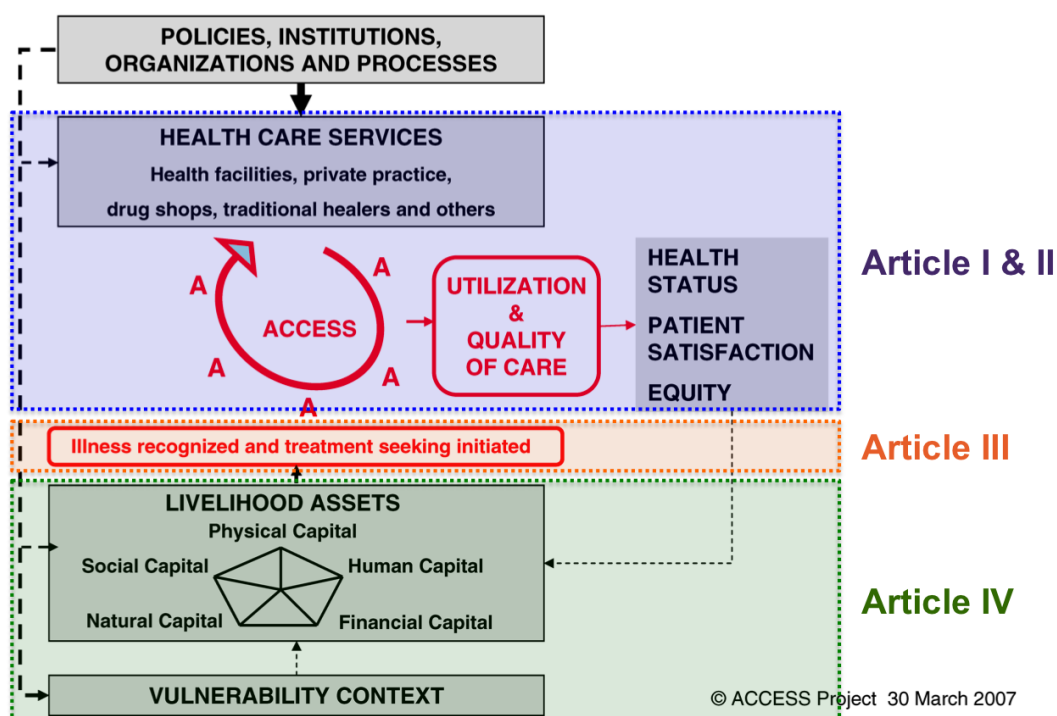 POLICIES, INSTITUTIONS,
ORGANIZATIONS AND PROCESSES
HEALTH CARE SERVICES
Health facilities, private practice,
drug shops, traditional healers and others
A
A
A
A
A
A
ACCESS
UTILIZATION
&
QUALITY
OF CARE
HEALTH
STATUS
PATIENT
SATISFACTION
EQUITY
Article I & II
Illness recognized and treatment seeking initiated
Article III
LIVELIHOOD ASSETS
Physical Capital
Social Capital
Human Capital
Natural Capital
Financial Capital
Article IV
VULNERABILITY CONTEXT
© ACCESS Project 30 March 2007